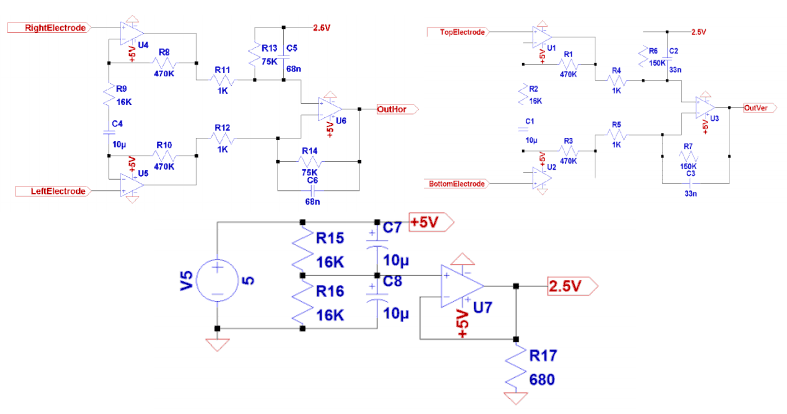 RightElectrode
U4
+5V
R8
470K
R11
1K
R13
75K
C5
68n
2.5V
R9
16K
C4
10µ
R10
470K
R12
1K
+5V
U5
LeftElectrode
U6
+5V
OutHor
R14
75K
C6
68n
TopElectrode
U1
+5V
R1
470K
R4
1K
R6
150K
C2
33n
2.5V
R2
16K
C1
10µ
R3
470K
R5
1K
+5V
U2
BottomElectrode
U3
+5V
OutVer
R7
150K
C3
33n
V5
5
R15
16K
C7
10µ
+5V
R16
16K
C8
10µ
U7
+5V
2.5V
R17
680